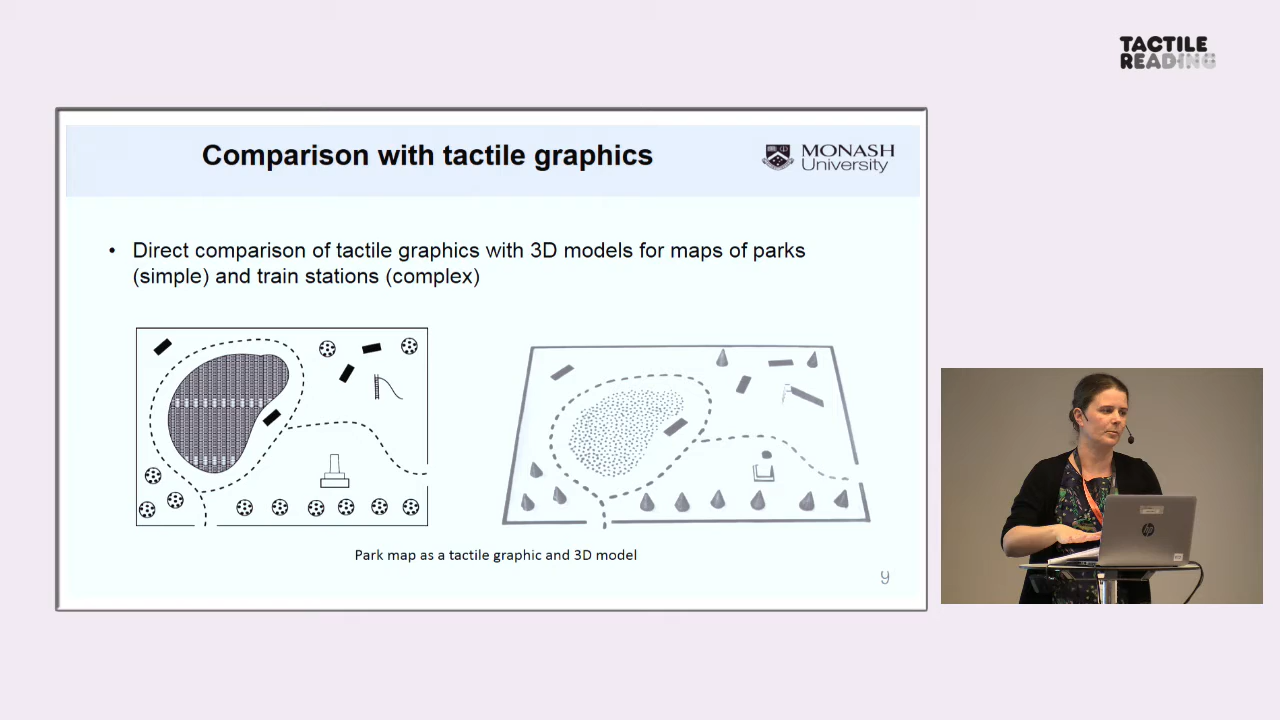 TACTILE
READING
Comparison with tactile graphics
MONASH
University
• Direct comparison of tactile graphics with 3D models for maps of parks
(simple) and train stations (complex)
Park map as a tactile graphic and 3D model
9
hp